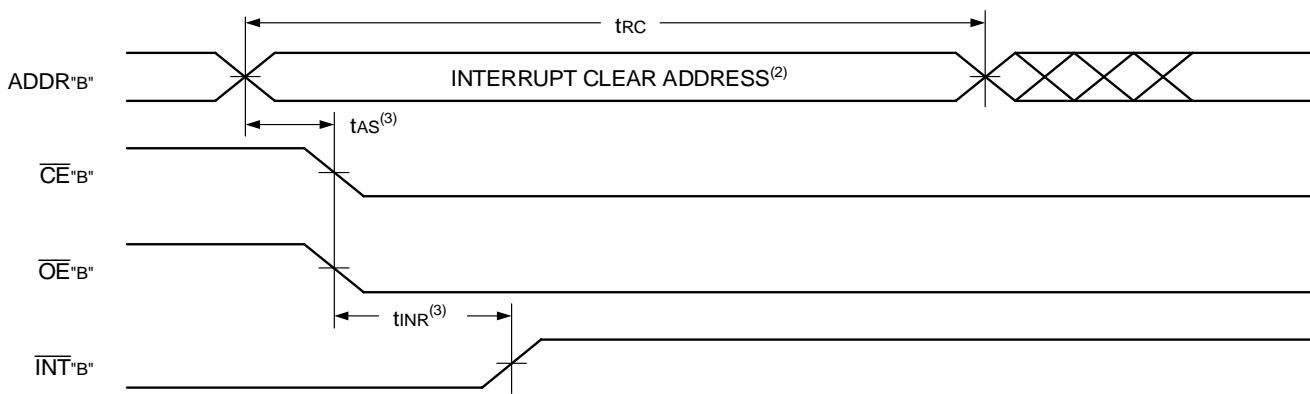 tRC
ADDR"B"
INTERRUPT CLEAR ADDRESS(2)
tAS(3)
CE"B"
OE"B"
tINR(3)
INT"B"